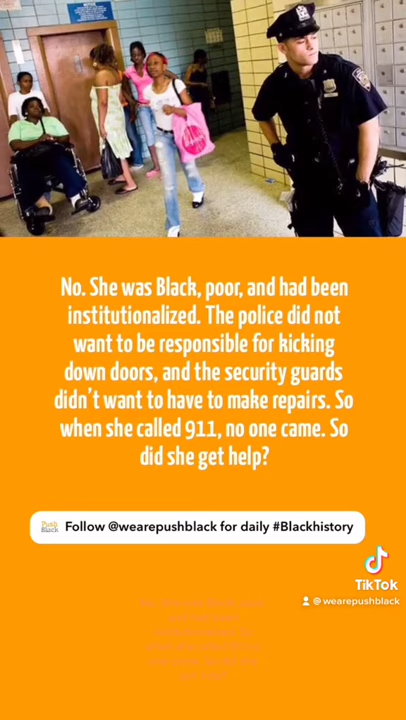 No. She was Black, poor, and had been
institutionalized. The police did not
want to be responsible for kicking
down doors, and the security guards
didn't want to have to make repairs. So
when she called 911, no one came. So
did she get help?
Push
Black
Follow @wearepushblack for daily #Blackhistory
TikTok
@wearepushblack